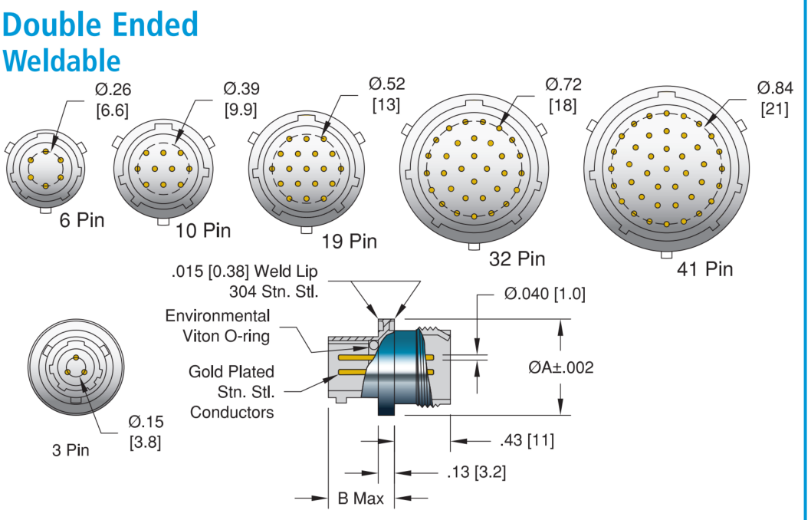 Double Ended
Weldable
Ø.26
[6.6]
Ø.39
[9.9]
Ø.52
[13]
Ø.72
[18]
Ø.84
[21]
6 Pin
10 Pin
19 Pin
32 Pin
41 Pin
.015 [0.38] Weld Lip
304 Stn. Stl.
Environmental
Viton O-ring
Gold Plated
Stn. Stl.
Conductors
Ø.040 [1.0]
ØA±.002
.43 [11]
.13 [3.2]
B Max
Ø.15
[3.8]
3 Pin